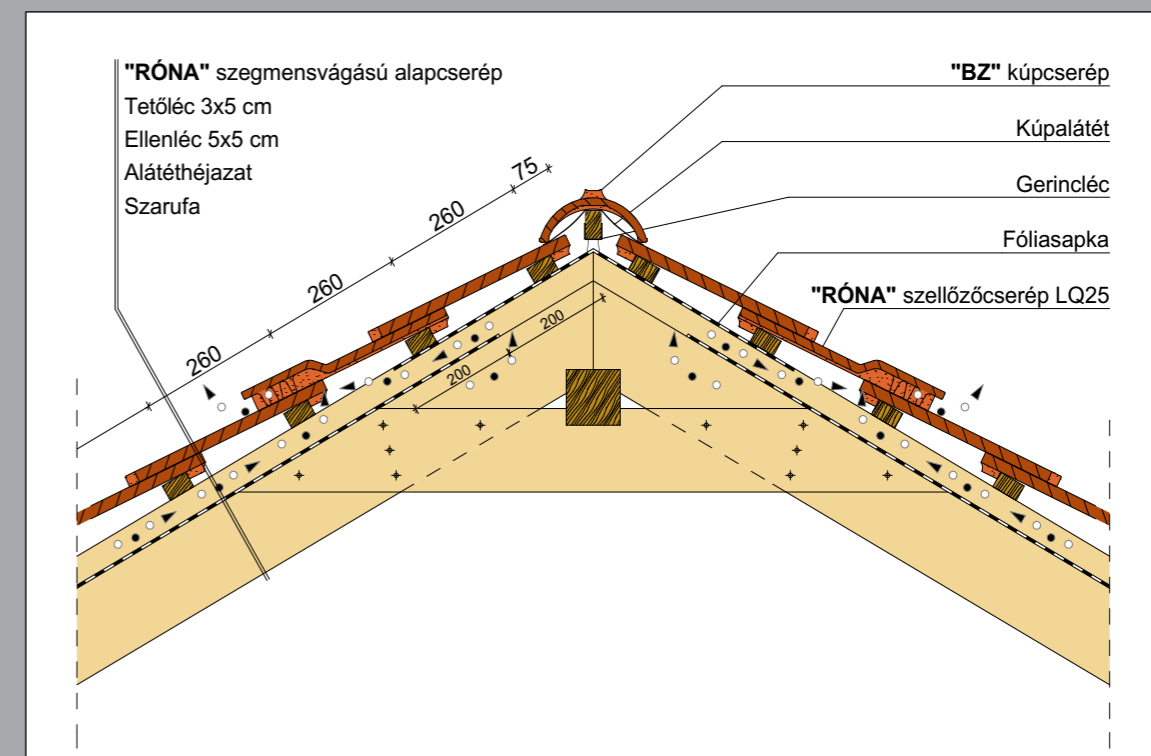 "RÓNA" szegmensvágású alapcserép
Tetőléc 3x5 cm
Ellenléc 5x5 cm
Alátéthéjazat
Szarufa
"BZ" kúpcserép
Kúpalátét
Gerincléc
Fóliasapka
"RÓNA" szellőzőcserép LQ25
75
260
260
260
200
200